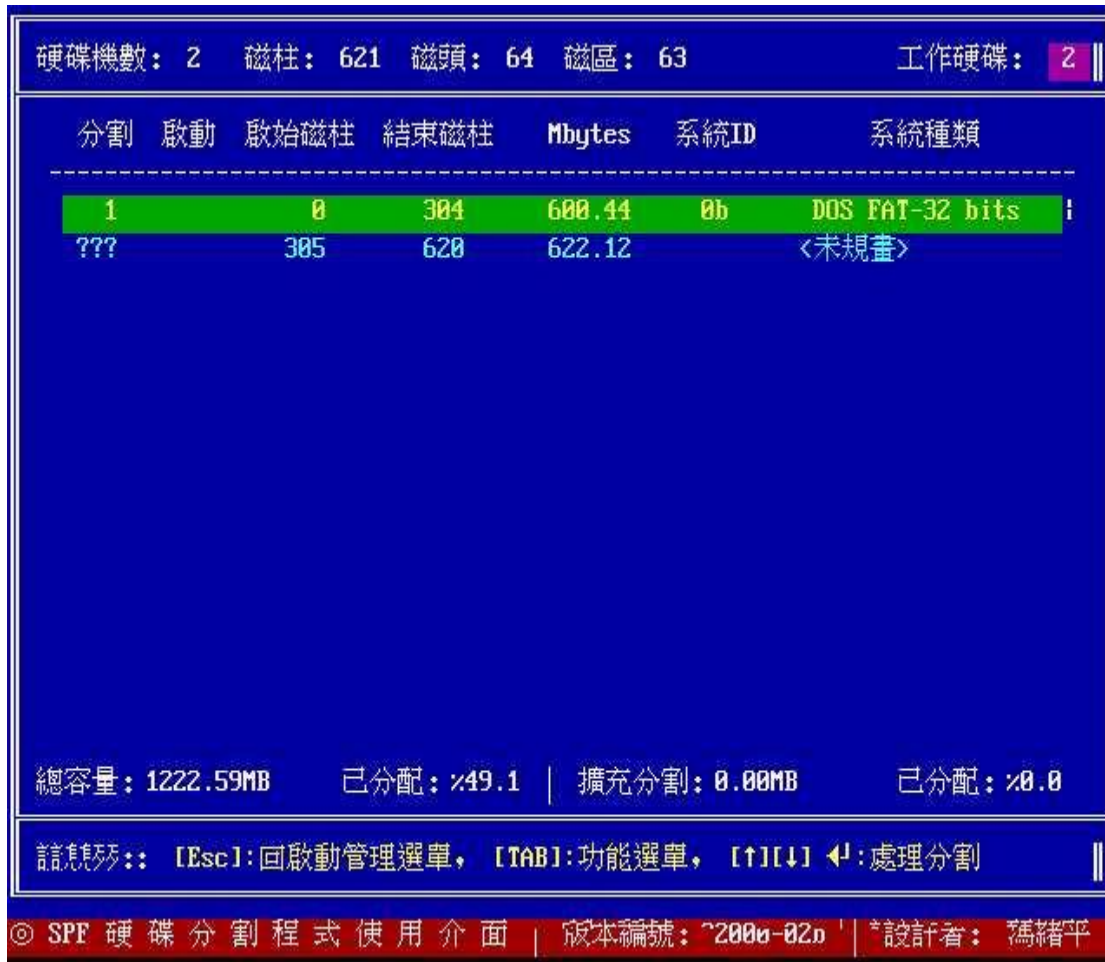 硬碟機數: 2 磁柱: 621 磁頭: 64 磁區: 63 工作硬碟: 2
分割 啟動 啟始磁柱 結束磁柱 Mbytes 系統ID 系統種類
1 0 304 600.44 0b DOS FAT-32 bits
??? 305 620 622.12 <未規畫>
總容量: 1222.59MB 已分配: %49.1 | 擴充分割: 0.00MB 已分配: %0.0
[Esc]:回啟動管理選單, [TAB]:功能選單, [↑][↓] ↵:處理分割
◎ SPF 硬 碟 分 割 程 式 使 用 介 面 | 版本編號: | 設計者: